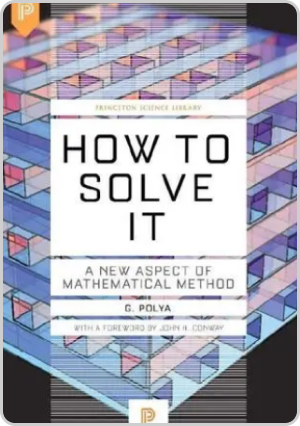 PRINCETON SCIENCE LIBRARY
HOW TO
SOLVE
IT
A NEW ASPECT OF
MATHEMATICAL METHOD
G. POLYA
WITH A FOREWORD BY JOHN H. CONWAY